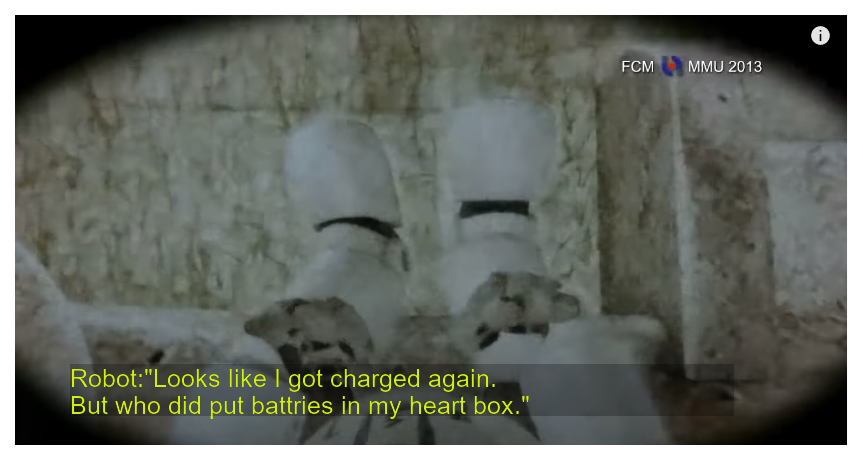 FCM MMU 2013
Robot:"Looks like I got charged again.
But who did put battries in my heart box."